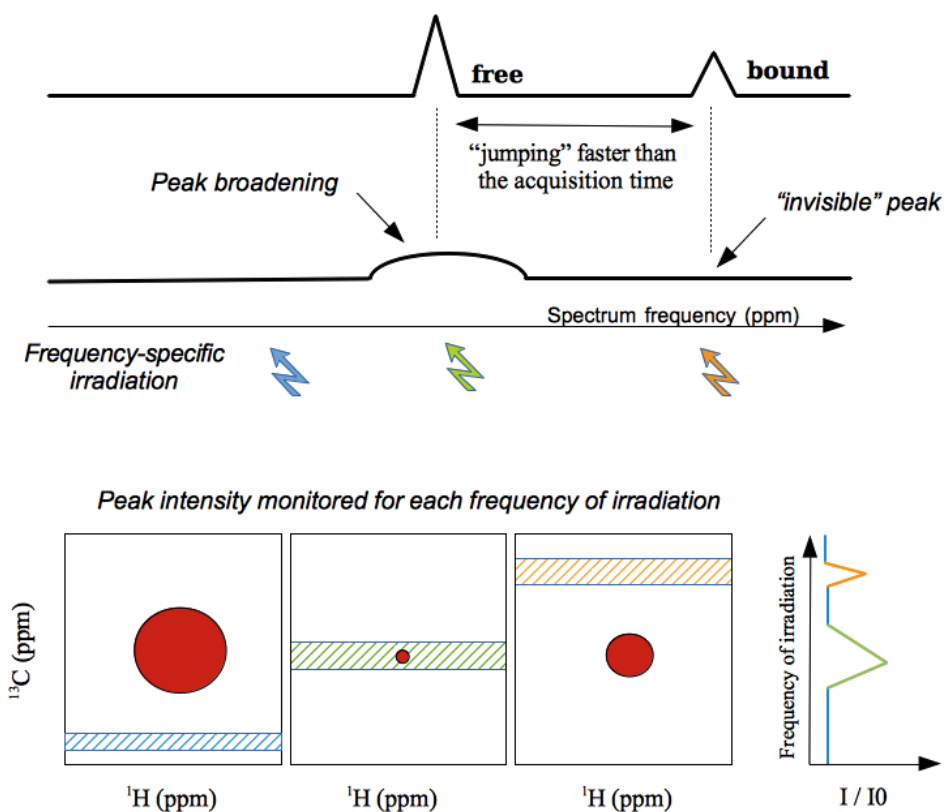 free
bound
“jumping” faster than
the acquisition time
Peak broadening
“invisible” peak
Spectrum frequency (ppm)
Frequency-specific
irradiation
Peak intensity monitored for each frequency of irradiation
¹³C (ppm)
¹H (ppm)
¹H (ppm)
¹H (ppm)
Frequency of irradiation
I / I0